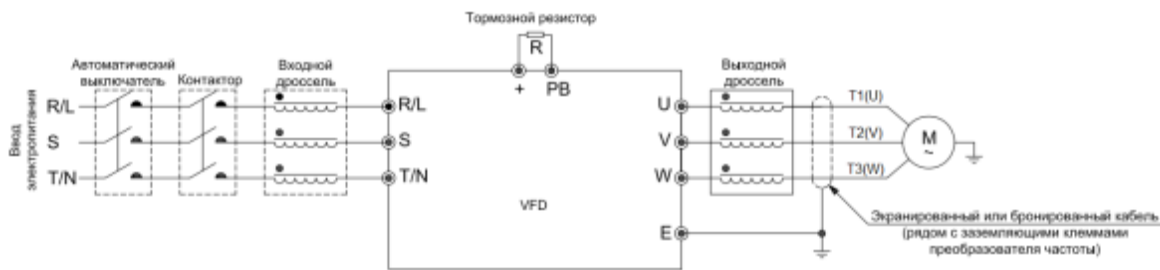 Тормозной резистор
R
+ PB
Автоматический
выключатель
Контактор
Входной
дроссель
Выходной
дроссель
Ввод
электропитания
R/L
S
T/N
R/L
S
T/N
VFD
U
V
W
E
T1(U)
T2(V)
T3(W)
M
~
Экранированный или бронированный кабель
(рядом с заземляющими клеммами
преобразователя частоты)